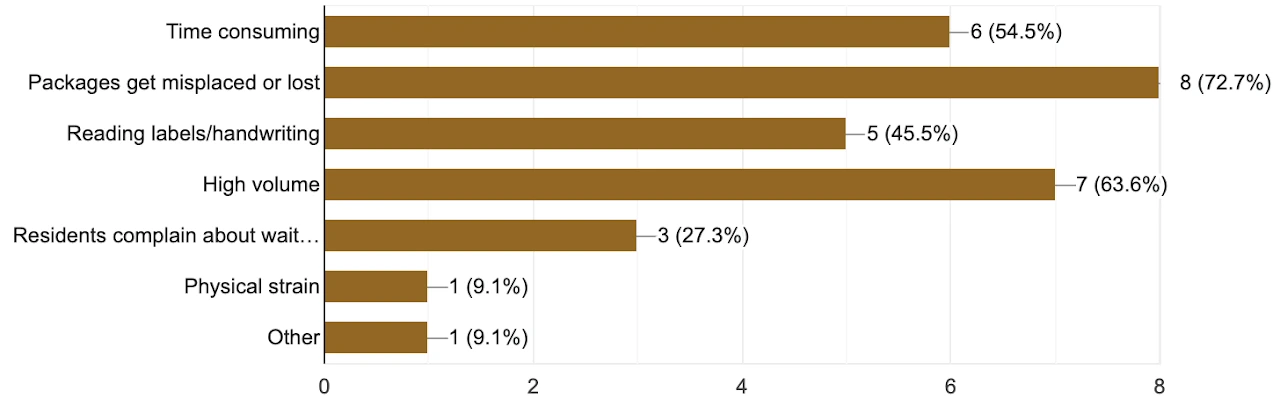 Time consuming 6 (54.5%)
Packages get misplaced or lost 8 (72.7%)
Reading labels/handwriting 5 (45.5%)
High volume 7 (63.6%)
Residents complain about wait… 3 (27.3%)
Physical strain 1 (9.1%)
Other 1 (9.1%)
0 2 4 6 8